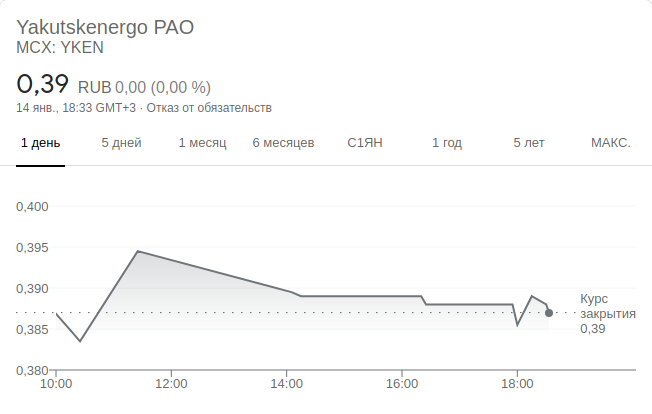 Yakutskenergo PAO
MCX: YKEN
0,39 RUB 0,00 (0,00 %)
14 янв., 18:33 GMT+3 · Отказ от обязательств
1 день 5 дней 1 месяц 6 месяцев С1ЯН 1 год 5 лет МАКС.
0,400
0,395
0,390
0,385
0,380
Курс
закрытия
0,39
10:00 12:00 14:00 16:00 18:00